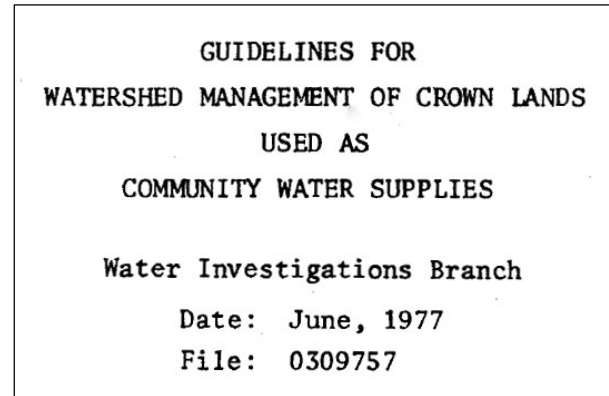 GUIDELINES FOR
WATERSHED MANAGEMENT OF CROWN LANDS
USED AS
COMMUNITY WATER SUPPLIES
Water Investigations Branch
Date: June, 1977
File: 0309757